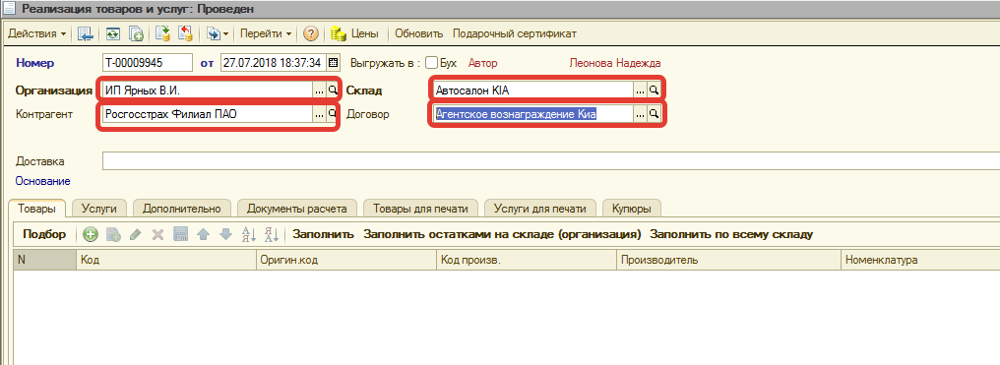 Реализация товаров и услуг: Проведен
Действия Перейти ? Цены Обновить Подарочный сертификат
Номер Т-00009945 от 27.07.2018 18:37:34 Выгружать в : Бух Автор Леонова Надежда
Организация ИП Ярных В.И. ... Склад Автосалон KIA ...
Контрагент Росгосстрах Филиал ПАО ... Договор Агентское вознаграждение Киа ...
Доставка
Основание
Товары Услуги Дополнительно Документы расчета Товары для печати Услуги для печати Купюры
Подбор Заполнить Заполнить остатками на складе (организация) Заполнить по всему складу
N Код Оригин.код Код произв. Производитель Номенклатура